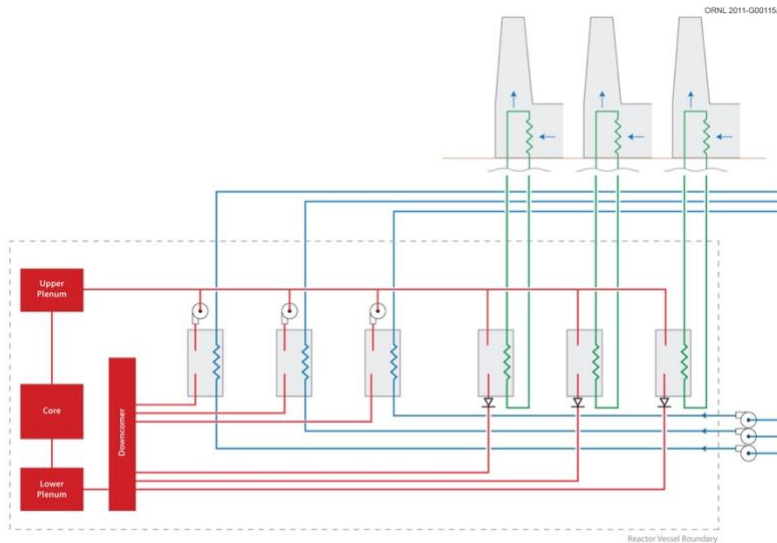 ORNL 2011-G00115
Upper
Plenum
Core
Lower
Plenum
Downcomer
Reactor Vessel Boundary